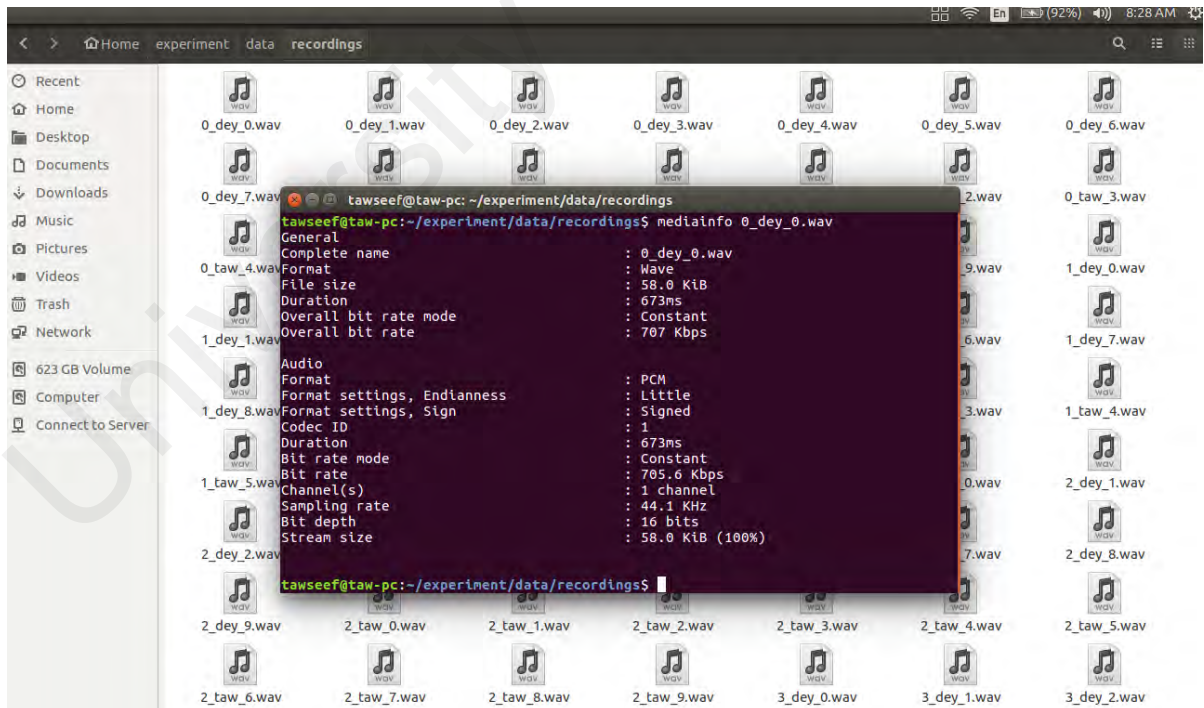 En (92%) 8:28 AM
Home experiment data recordings
Recent
Home
Desktop
Documents
Downloads
Music
Pictures
Videos
Trash
Network
623 GB Volume
Computer
Connect to Server
0_dey_0.wav 0_dey_1.wav 0_dey_2.wav 0_dey_3.wav 0_dey_4.wav 0_dey_5.wav 0_dey_6.wav
0_dey_7.wav 2.wav 0_taw_3.wav
0_taw_4.wav 9.wav 1_dey_0.wav
1_dey_1.wav 6.wav 1_dey_7.wav
1_dey_8.wav 3.wav 1_taw_4.wav
1_taw_5.wav 0.wav 2_dey_1.wav
2_dey_2.wav 7.wav 2_dey_8.wav
2_dey_9.wav 2_taw_0.wav 2_taw_1.wav 2_taw_2.wav 2_taw_3.wav 2_taw_4.wav 2_taw_5.wav
2_taw_6.wav 2_taw_7.wav 2_taw_8.wav 2_taw_9.wav 3_dey_0.wav 3_dey_1.wav 3_dey_2.wav
tawseef@taw-pc: ~/experiment/data/recordings
tawseef@taw-pc:~/experiment/data/recordings$ mediainfo 0_dey_0.wav
General
Complete name : 0_dey_0.wav
Format : Wave
File size : 58.0 KiB
Duration : 673ms
Overall bit rate mode : Constant
Overall bit rate : 707 Kbps
Audio
Format : PCM
Format settings, Endianness : Little
Format settings, Sign : Signed
Codec ID : 1
Duration : 673ms
Bit rate mode : Constant
Bit rate : 705.6 Kbps
Channel(s) : 1 channel
Sampling rate : 44.1 KHz
Bit depth : 16 bits
Stream size : 58.0 KiB (100%)
tawseef@taw-pc:~/experiment/data/recordings$
University